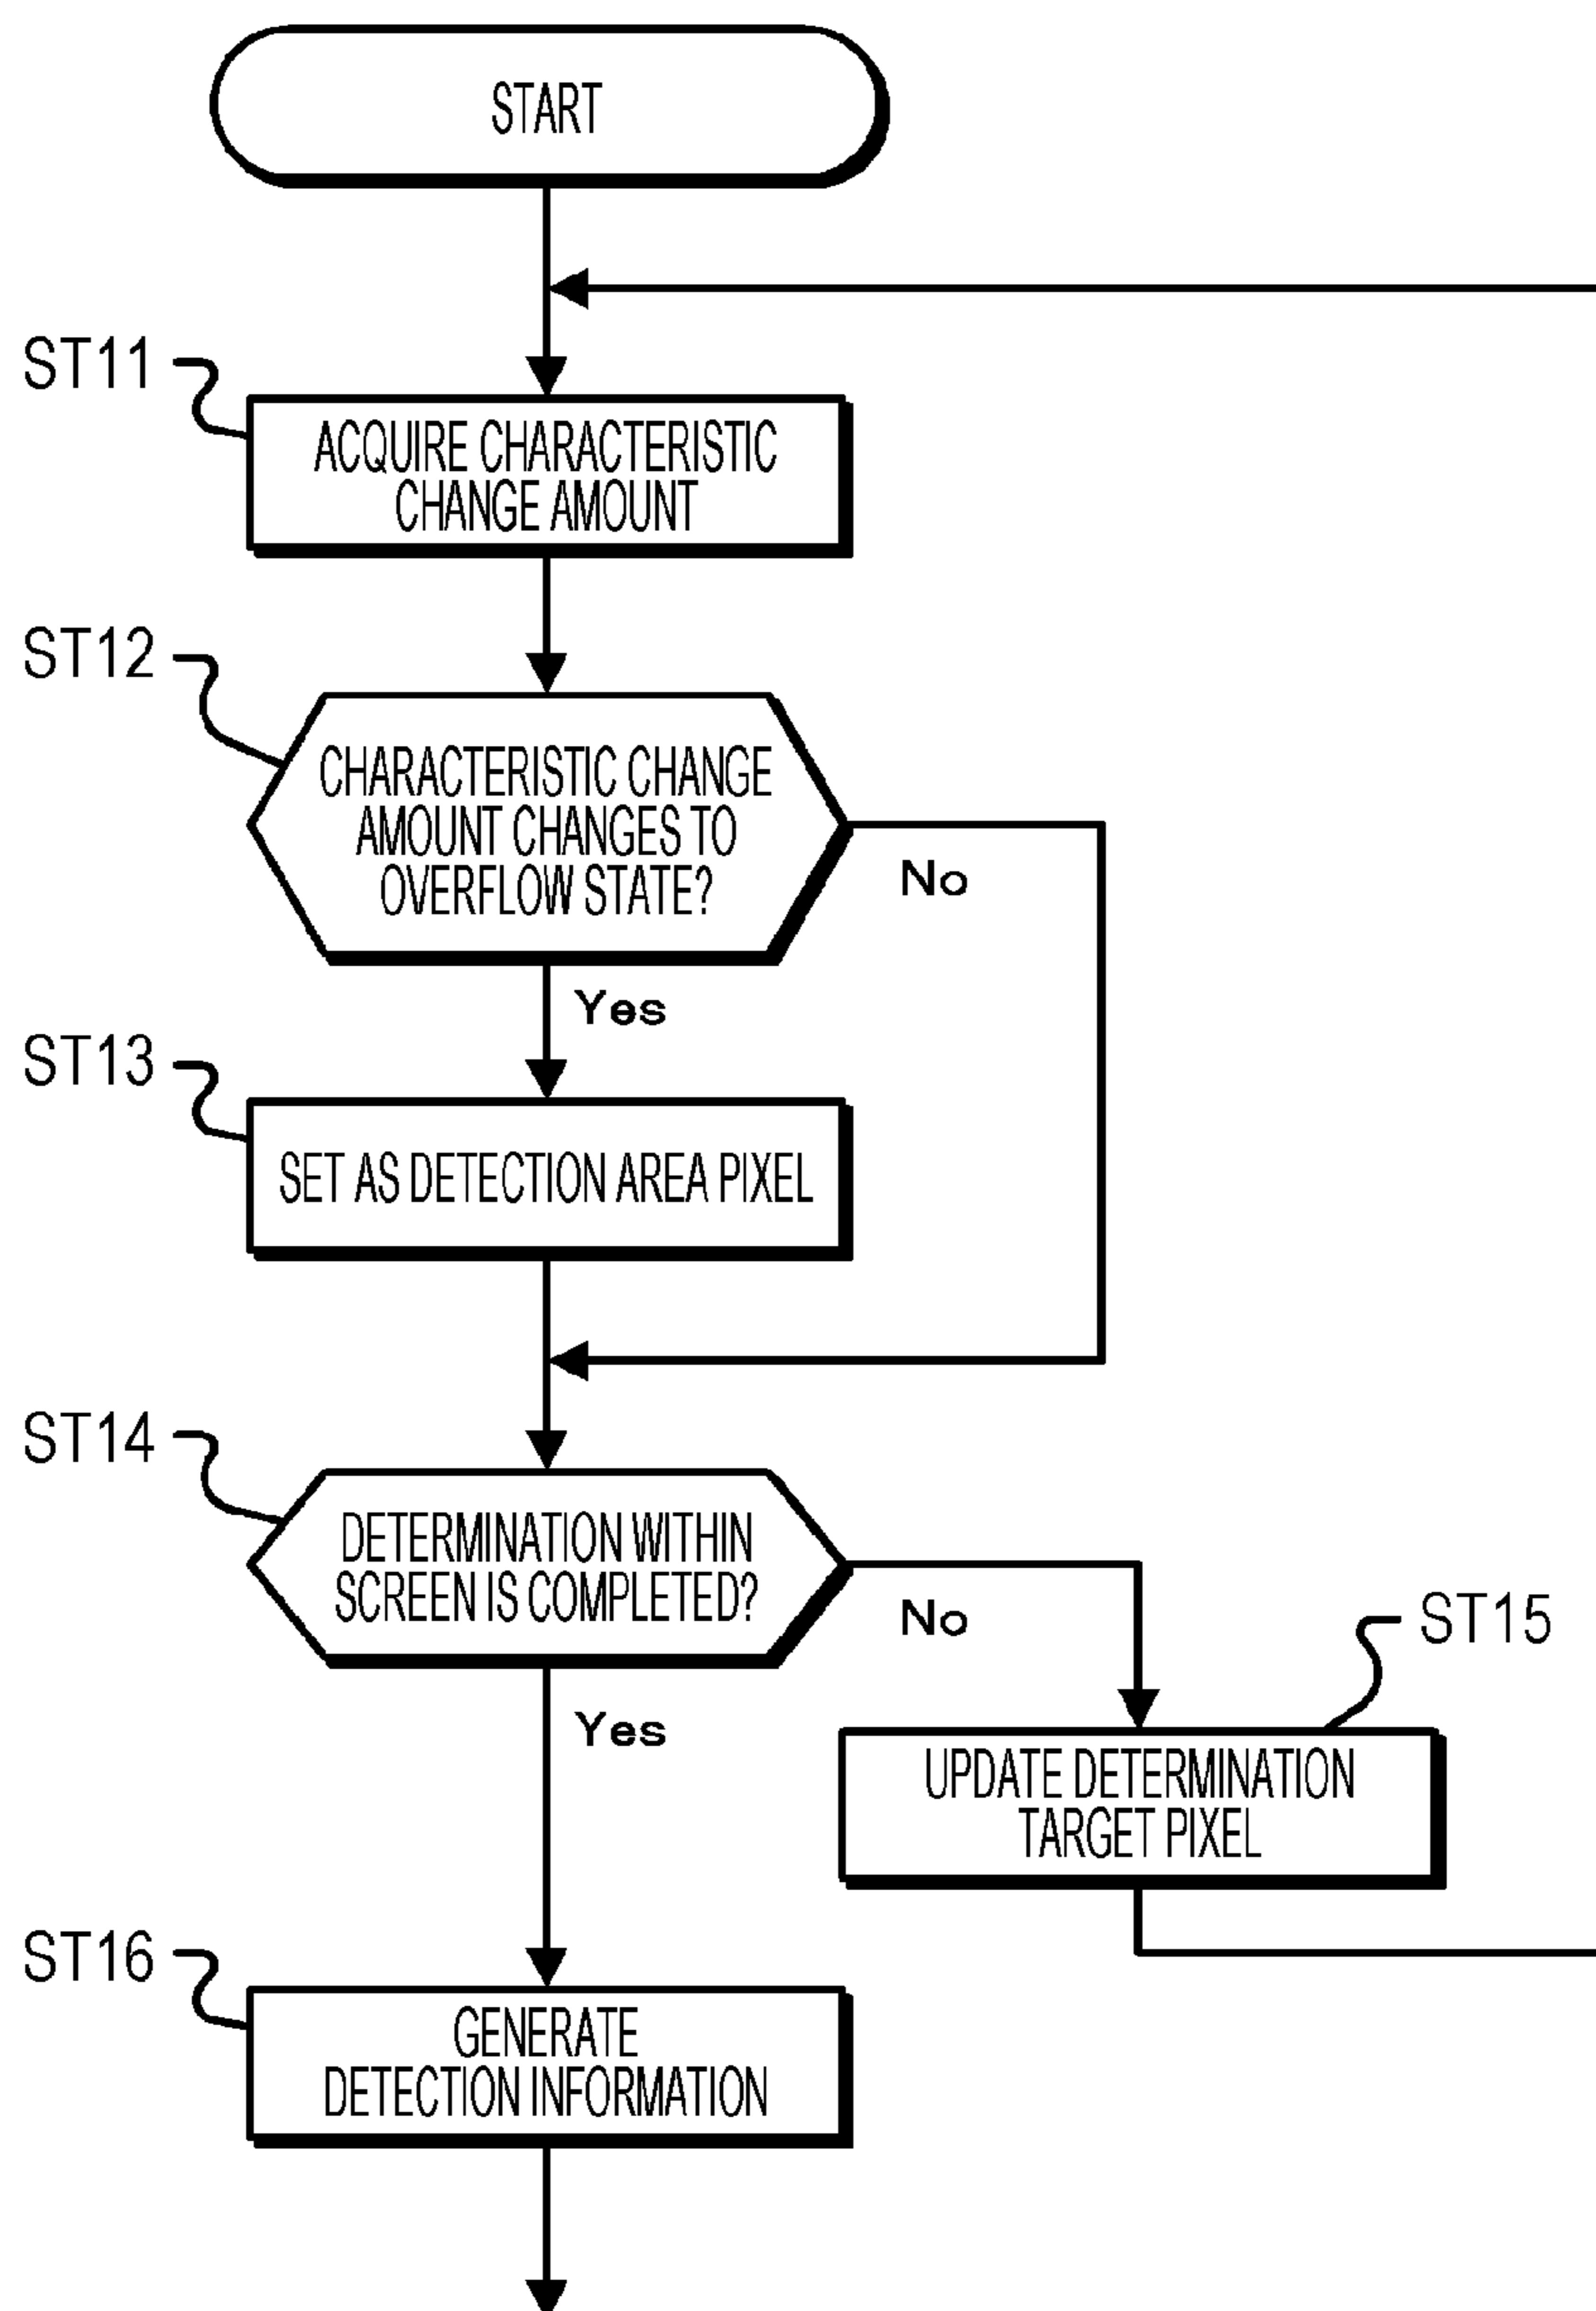 START
ST11
ACQUIRE CHARACTERISTIC
CHANGE AMOUNT
ST12
CHARACTERISTIC CHANGE
AMOUNT CHANGES TO
OVERFLOW STATE?
No
Yes
ST13
SET AS DETECTION AREA PIXEL
ST14
DETERMINATION WITHIN
SCREEN IS COMPLETED?
No
ST15
Yes
UPDATE DETERMINATION
TARGET PIXEL
ST16
GENERATE
DETECTION INFORMATION